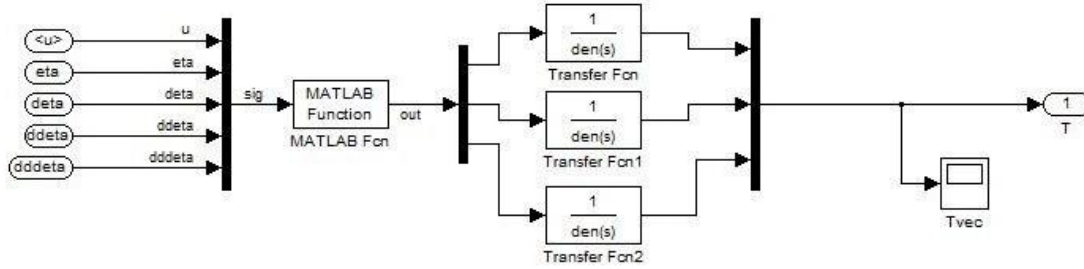 <u>
u
eta
eta
deta
deta
ddeta
ddeta
dddeta
dddeta
sig
MATLAB
Function
MATLAB Fcn
out
1
den(s)
Transfer Fcn
1
den(s)
Transfer Fcn1
1
den(s)
Transfer Fcn2
1
T
Tvec